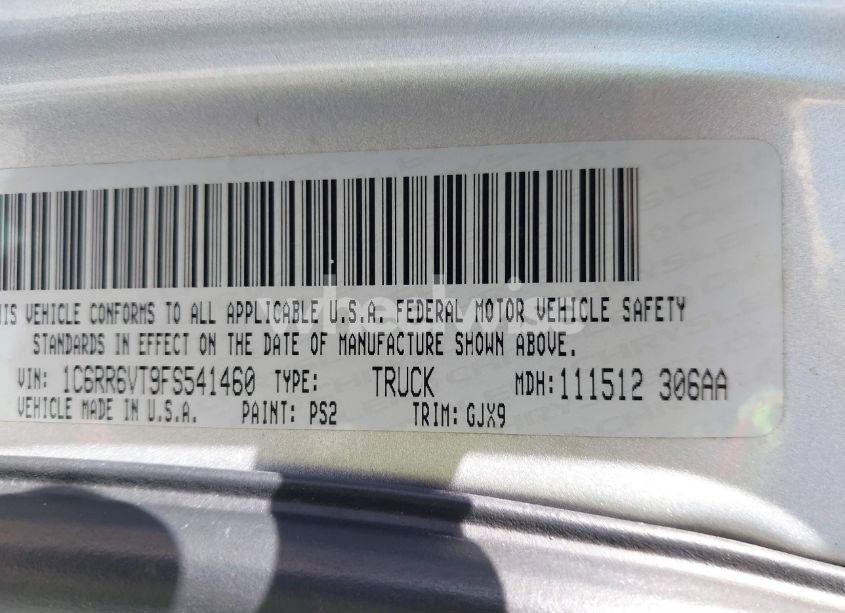 HIS VEHICLE CONFORMS TO ALL APPLICABLE U.S.A. FEDERAL MOTOR VEHICLE SAFETY
STANDARDS IN EFFECT ON THE DATE OF MANUFACTURE SHOWN ABOVE.
VIN: 1C6RR6VT9FS541460 TYPE: TRUCK MDH: 111512 306AA
VEHICLE MADE IN U.S.A. PAINT: PS2 TRIM: GJX9